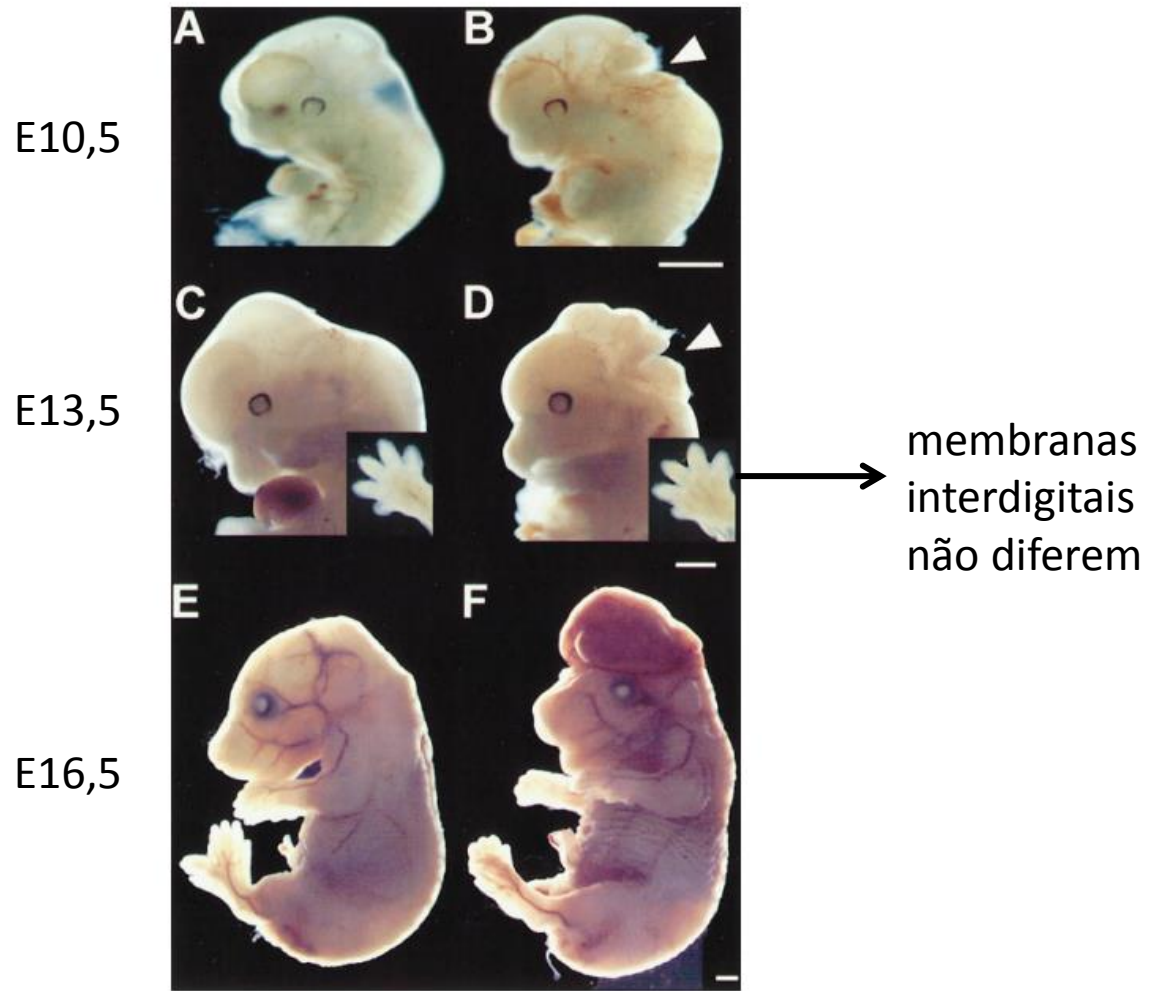 A
B
E10,5
C
D
E13,5
membranas
interdigitais
não diferem
E
F
E16,5